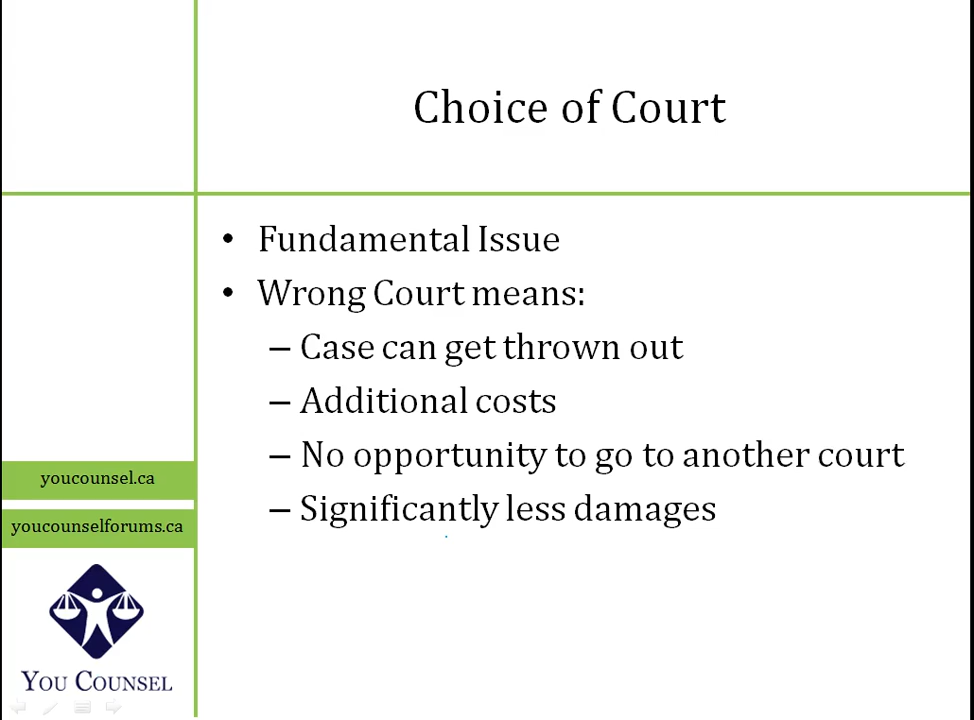 Choice of Court
• Fundamental Issue
• Wrong Court means:
– Case can get thrown out
– Additional costs
– No opportunity to go to another court
– Significantly less damages
youcounsel.ca
youcounselforums.ca
YOU COUNSEL